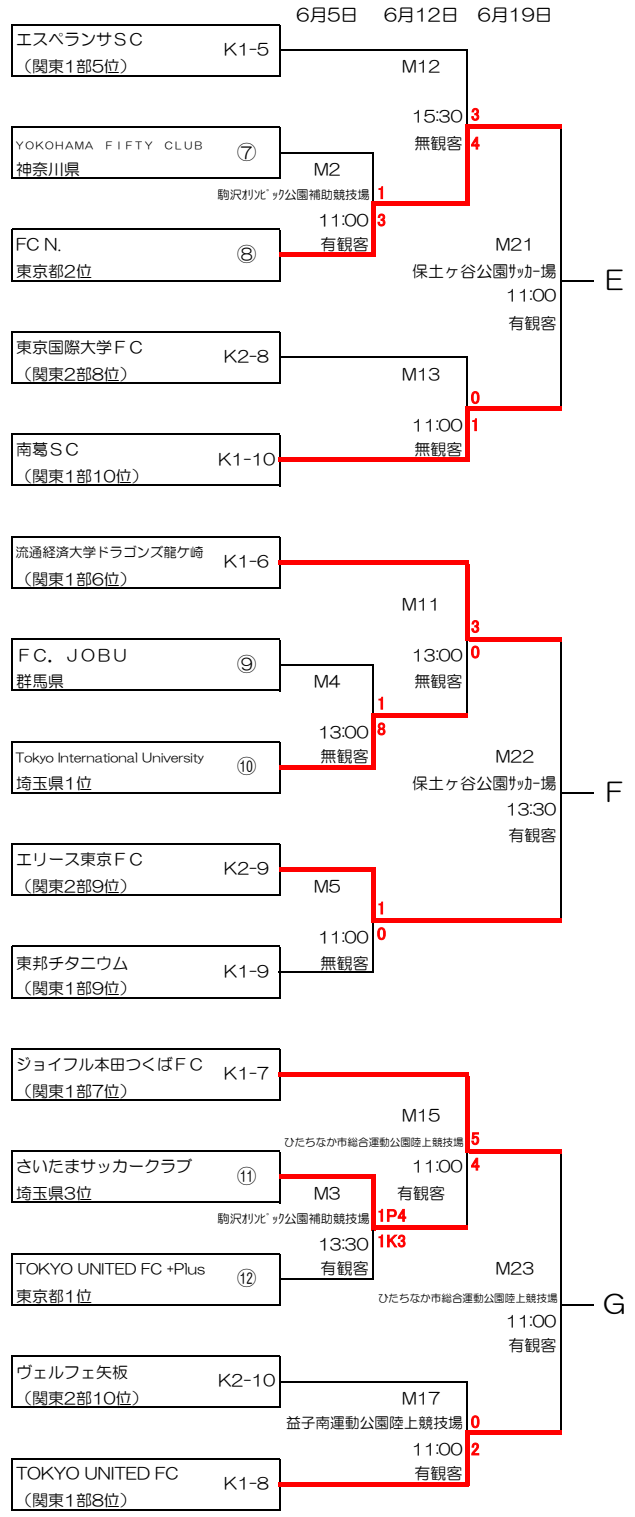 6月5日 6月12日 6月19日
エスペランサSC K1-5
（関東1部5位）
M12
15:30 3
無観客 4
YOKOHAMA FIFTY CLUB ⑦
神奈川県
M2
駒沢ｵﾘﾝﾋﾟｯｸ公園補助競技場 1
11:00 3
有観客
FC N. ⑧
東京都2位
M21
保土ヶ谷公園ｻｯｶｰ場
11:00
有観客
E
東京国際大学FC K2-8
（関東2部8位）
M13
0
11:00 1
無観客
南葛SC K1-10
（関東1部10位）
流通経済大学ドラゴンズ龍ケ崎 K1-6
（関東1部6位）
M11
3
13:00 0
無観客
FC．JOBU ⑨
群馬県
M4
1
13:00 8
無観客
Tokyo International University ⑩
埼玉県1位
M22
保土ヶ谷公園ｻｯｶｰ場
13:30
有観客
F
エリース東京FC K2-9
（関東2部9位）
M5
1
11:00 0
無観客
東邦チタニウム K1-9
（関東1部9位）
ジョイフル本田つくばFC K1-7
（関東1部7位）
M15
ひたちなか市総合運動公園陸上競技場 5
11:00 4
有観客
さいたまサッカークラブ ⑪
埼玉県3位
M3
駒沢ｵﾘﾝﾋﾟｯｸ公園補助競技場 1P4
13:30 1K3
有観客
TOKYO UNITED FC +Plus ⑫
東京都1位
M23
ひたちなか市総合運動公園陸上競技場
11:00
有観客
G
ヴェルフェ矢板 K2-10
（関東2部10位）
M17
益子南運動公園陸上競技場 0
11:00 2
有観客
TOKYO UNITED FC K1-8
（関東1部8位）